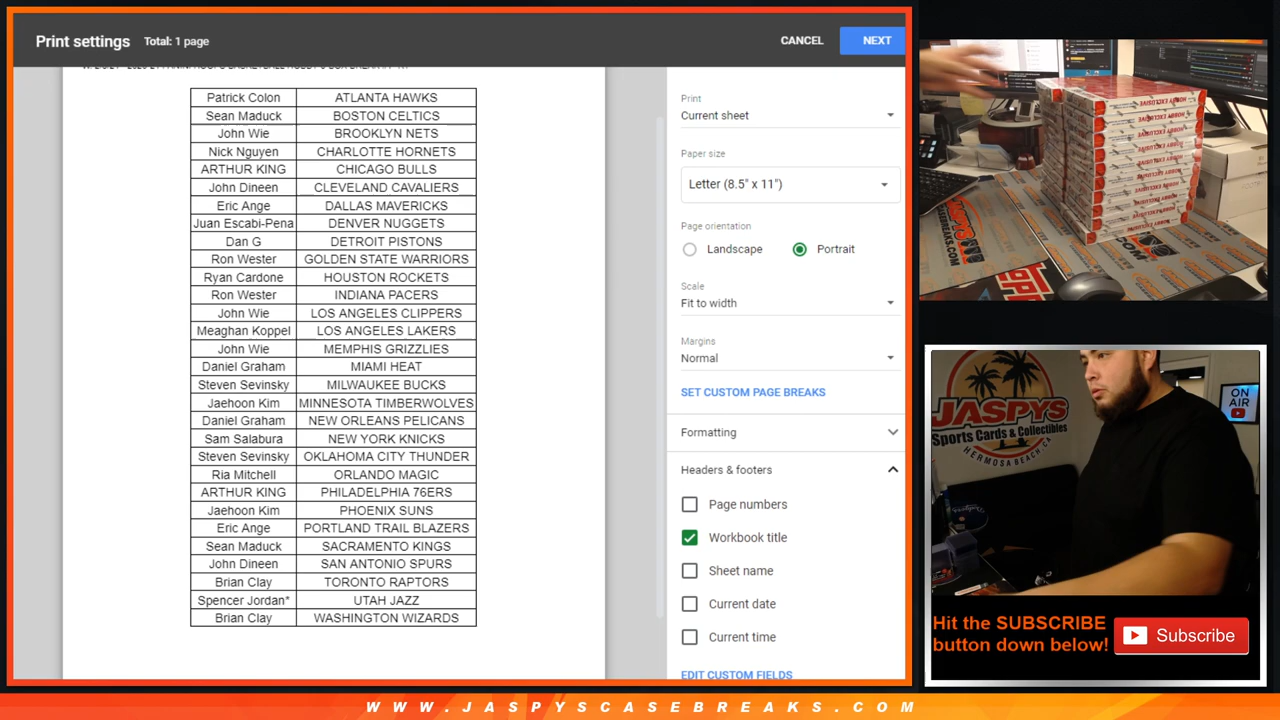 Print settings Total: 1 page CANCEL NEXT
Patrick Colon ATLANTA HAWKS
Sean Maduck BOSTON CELTICS
John Wie BROOKLYN NETS
Nick Nguyen CHARLOTTE HORNETS
ARTHUR KING CHICAGO BULLS
John Dineen CLEVELAND CAVALIERS
Eric Ange DALLAS MAVERICKS
Juan Escabi-Pena DENVER NUGGETS
Dan G DETROIT PISTONS
Ron Wester GOLDEN STATE WARRIORS
Ryan Cardone HOUSTON ROCKETS
Ron Wester INDIANA PACERS
John Wie LOS ANGELES CLIPPERS
Meaghan Koppel LOS ANGELES LAKERS
John Wie MEMPHIS GRIZZLIES
Daniel Graham MIAMI HEAT
Steven Sevinsky MILWAUKEE BUCKS
Jaehoon Kim MINNESOTA TIMBERWOLVES
Daniel Graham NEW ORLEANS PELICANS
Sam Salabura NEW YORK KNICKS
Steven Sevinsky OKLAHOMA CITY THUNDER
Ria Mitchell ORLANDO MAGIC
ARTHUR KING PHILADELPHIA 76ERS
Jaehoon Kim PHOENIX SUNS
Eric Ange PORTLAND TRAIL BLAZERS
Sean Maduck SACRAMENTO KINGS
John Dineen SAN ANTONIO SPURS
Brian Clay TORONTO RAPTORS
Spencer Jordan* UTAH JAZZ
Brian Clay WASHINGTON WIZARDS
Print
Current sheet
Paper size
Letter (8.5" x 11")
Page orientation
Landscape Portrait
Scale
Fit to width
Margins
Normal
SET CUSTOM PAGE BREAKS
Formatting
Headers & footers
Page numbers
Workbook title
Sheet name
Current date
Current time
EDIT CUSTOM FIELDS
HOBBY EXCLUSIVE
JASPYS
CASEBREAKS.COM
JASPYS
Sports Cards & Collectibles
HERMOSA BEACH, CA
ON
AIR
Hit the SUBSCRIBE
button down below!
Subscribe
WWW.JASPYSCASEBREAKS.COM